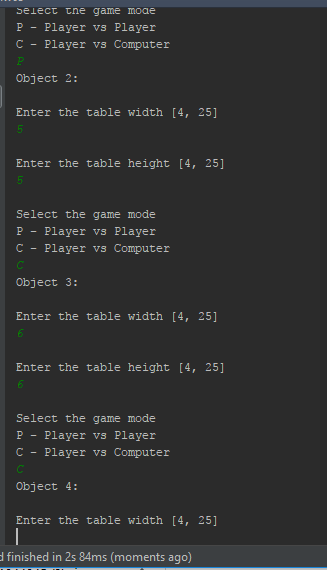 Select the game mode
P - Player vs Player
C - Player vs Computer
P
Object 2:
Enter the table width [4, 25]
5
Enter the table height [4, 25]
5
Select the game mode
P - Player vs Player
C - Player vs Computer
C
Object 3:
Enter the table width [4, 25]
6
Enter the table height [4, 25]
6
Select the game mode
P - Player vs Player
C - Player vs Computer
C
Object 4:
Enter the table width [4, 25]
d finished in 2s 84ms (moments ago)